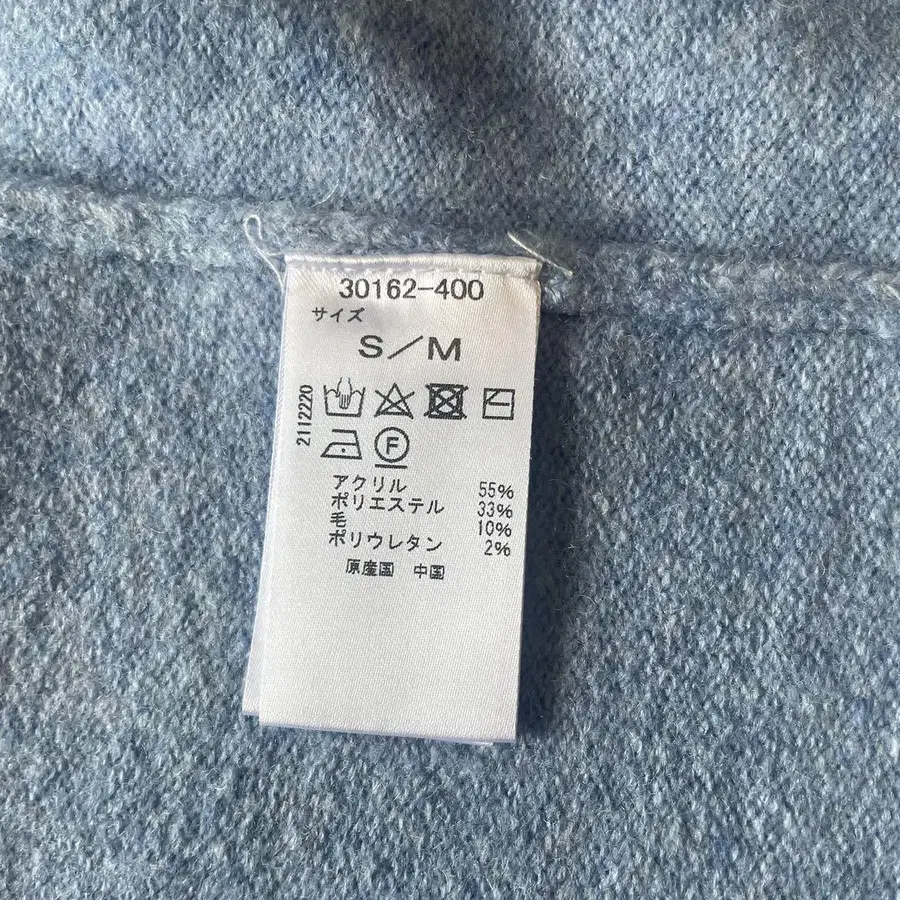 30162-400
サイズ
S／M
2112220
F
アクリル 55%
ポリエステル 33%
毛 10%
ポリウレタン 2%
原産国 中国